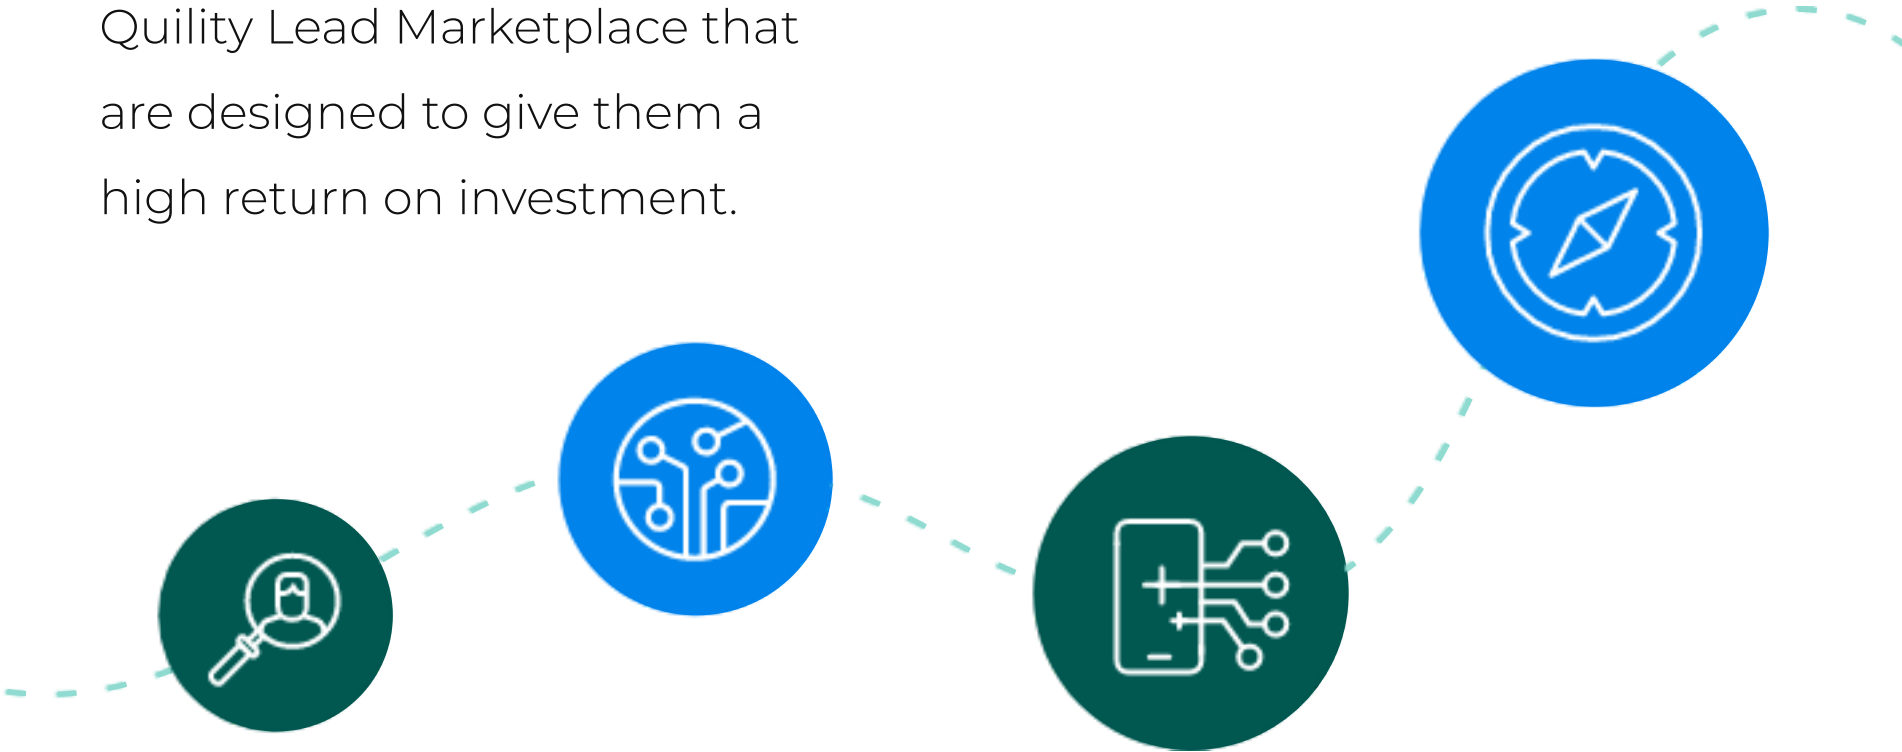 Quility Lead Marketplace that
are designed to give them a
high return on investment.